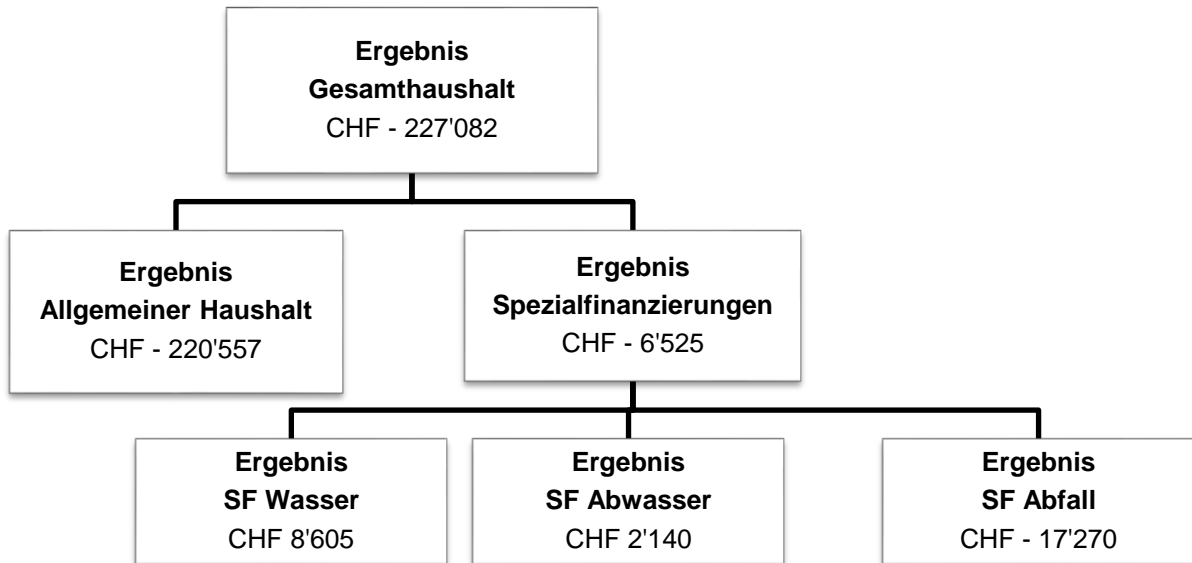 Ergebnis
Gesamthaushalt
CHF - 227'082
Ergebnis
Allgemeiner Haushalt
CHF - 220'557
Ergebnis
Spezialfinanzierungen
CHF - 6'525
Ergebnis
SF Wasser
CHF 8'605
Ergebnis
SF Abwasser
CHF 2'140
Ergebnis
SF Abfall
CHF - 17'270